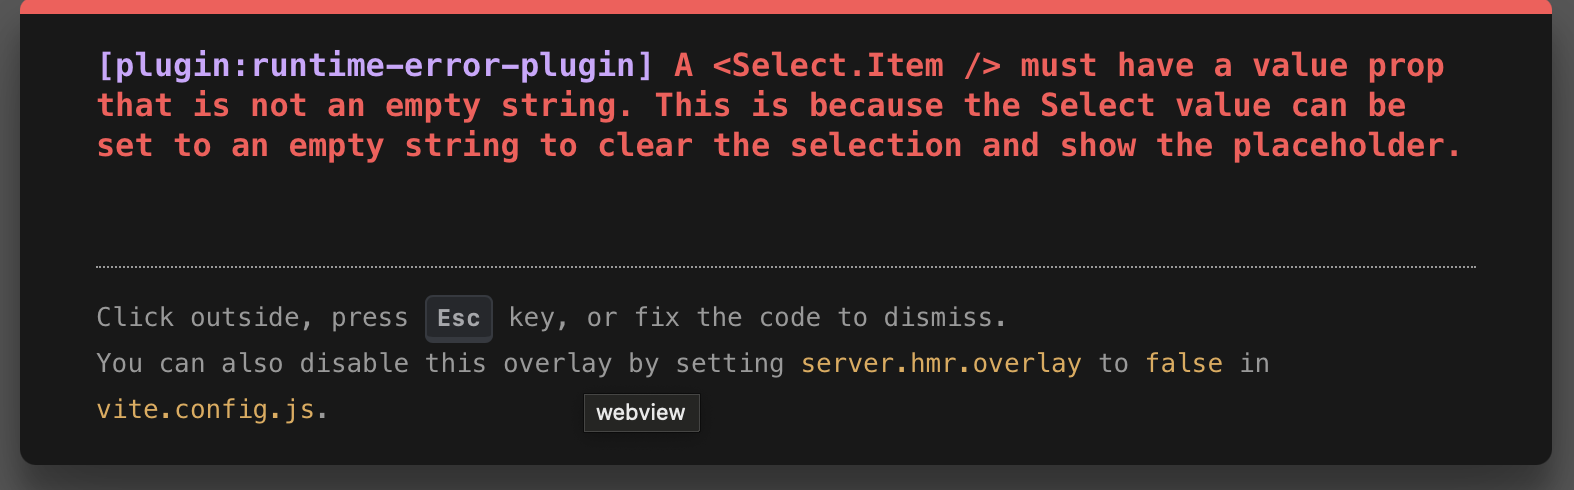 [plugin:runtime-error-plugin] A <Select.Item /> must have a value prop
that is not an empty string. This is because the Select value can be
set to an empty string to clear the selection and show the placeholder.
Click outside, press Esc key, or fix the code to dismiss.
You can also disable this overlay by setting server.hmr.overlay to false in
vite.config.js.
webview